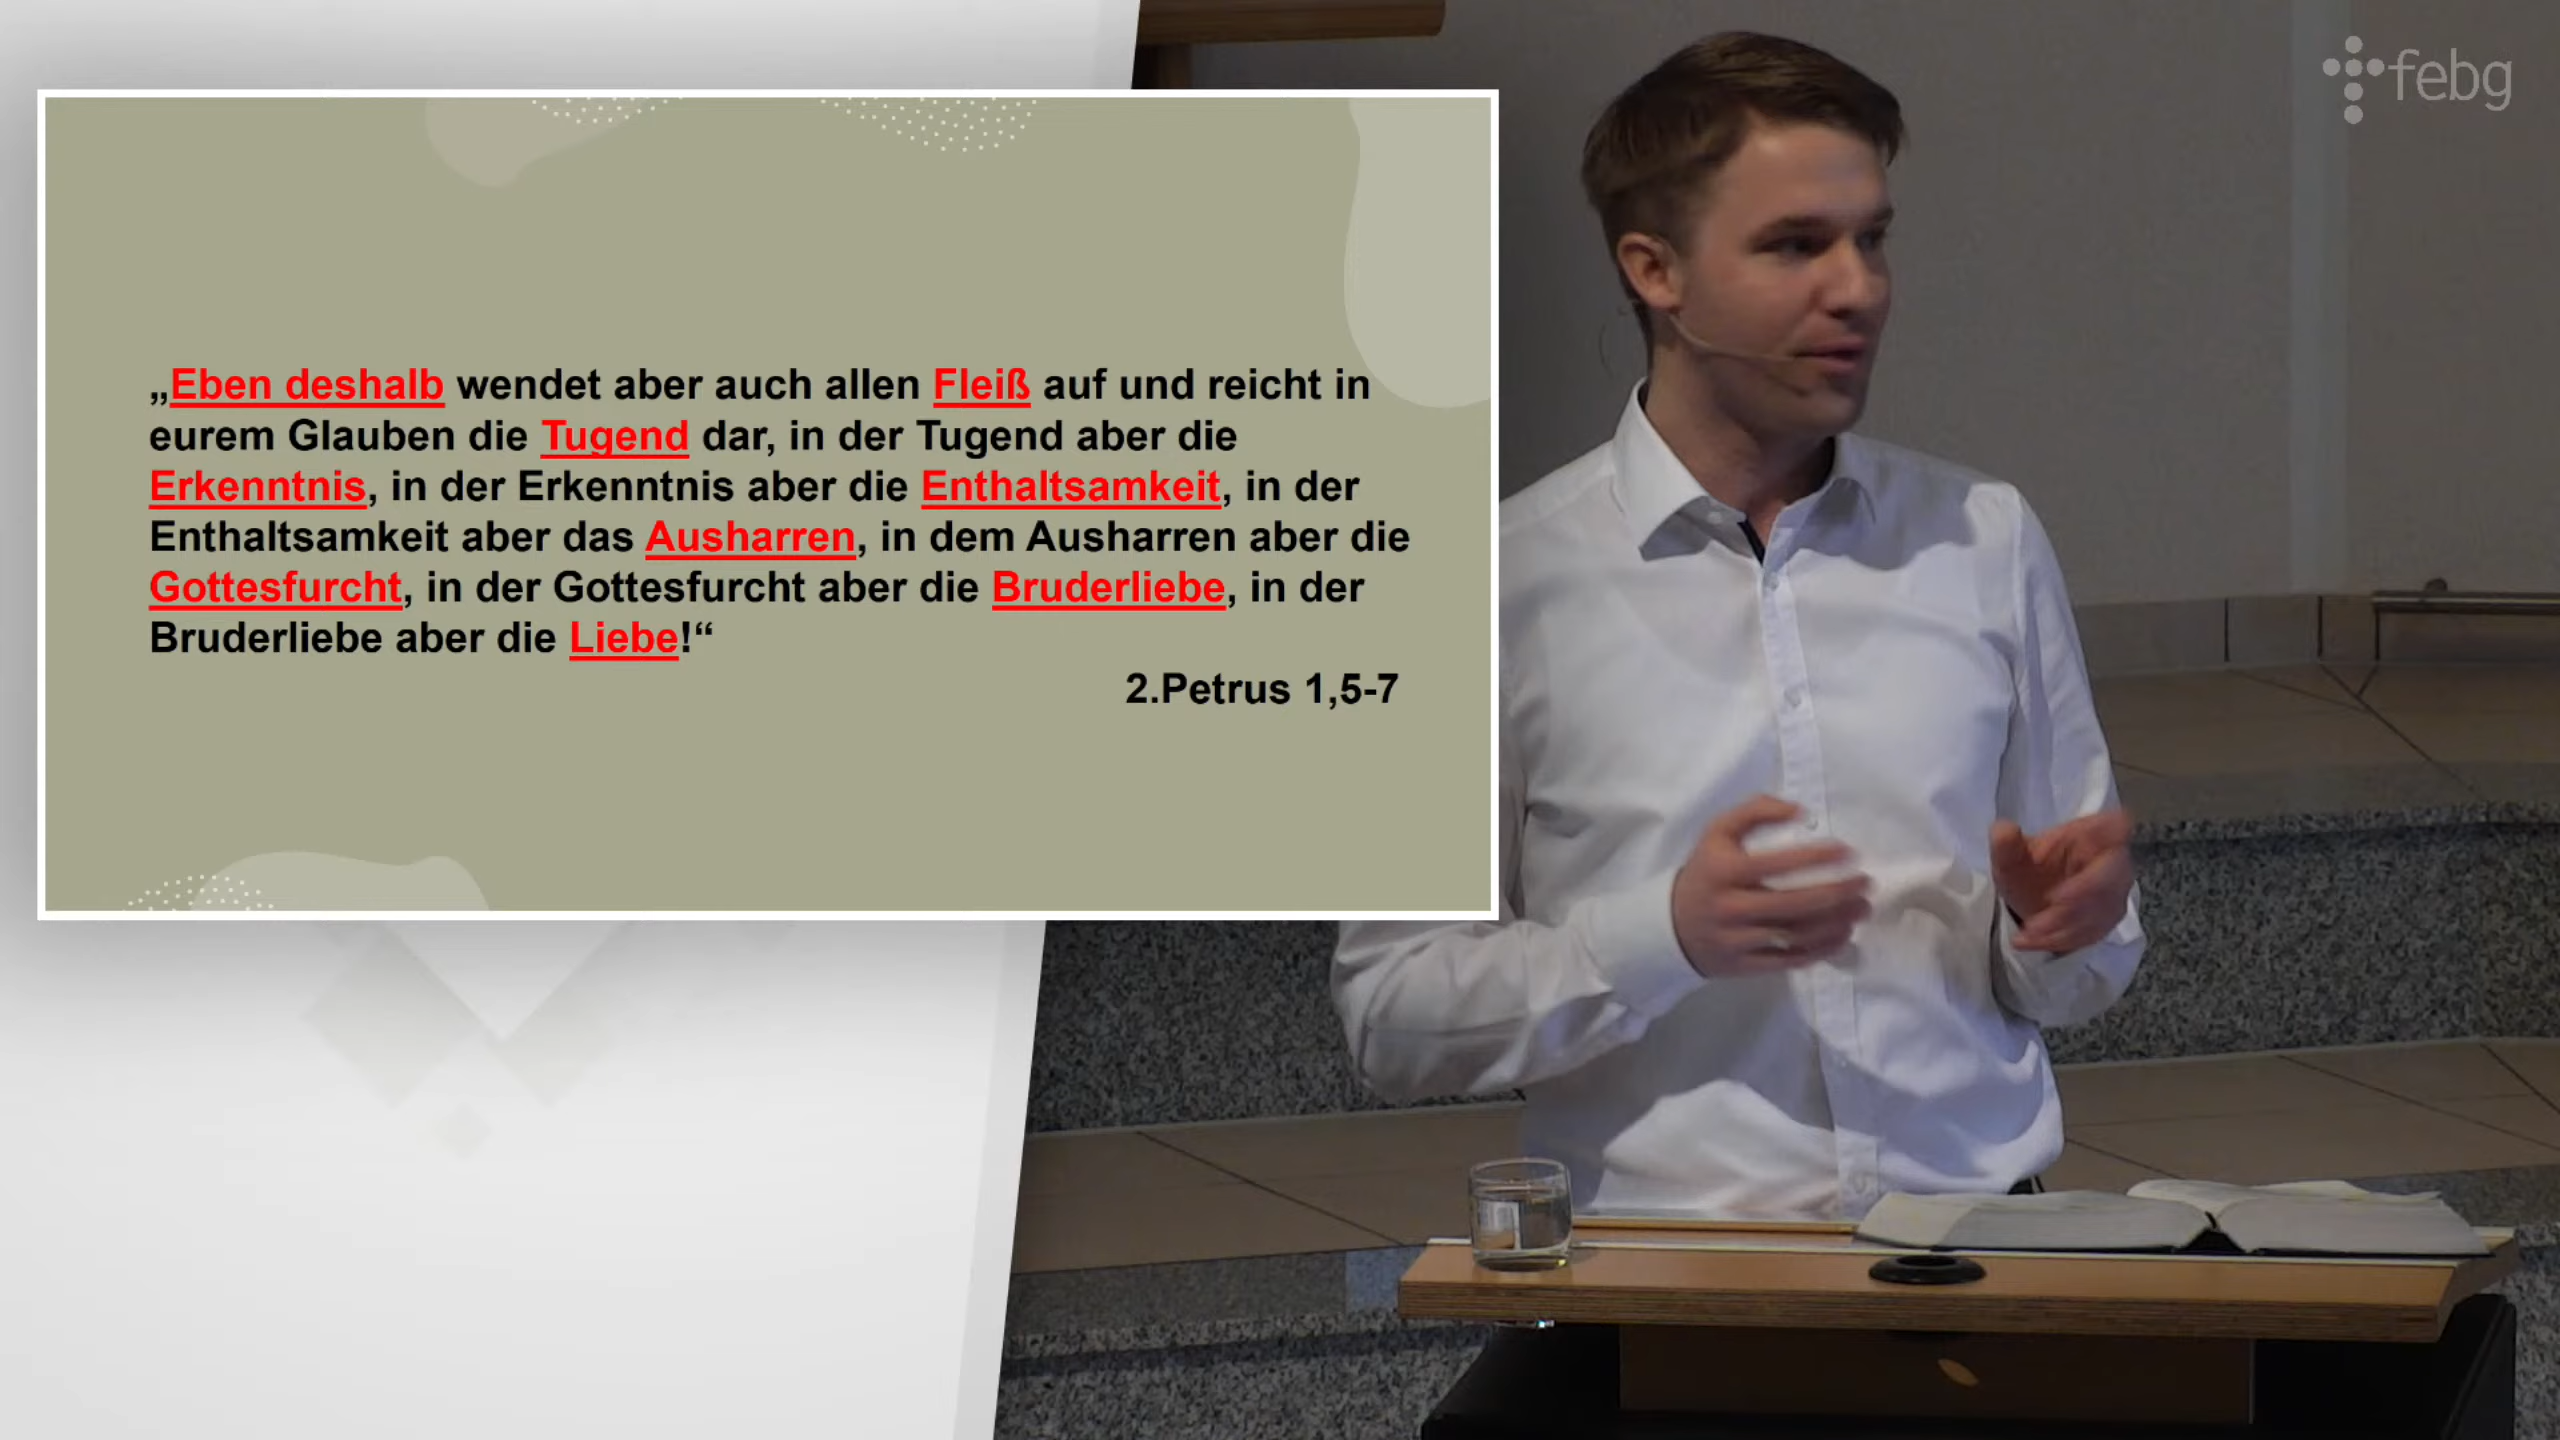 „Eben deshalb wendet aber auch allen Fleiß auf und reicht in
eurem Glauben die Tugend dar, in der Tugend aber die
Erkenntnis, in der Erkenntnis aber die Enthaltsamkeit, in der
Enthaltsamkeit aber das Ausharren, in dem Ausharren aber die
Gottesfurcht, in der Gottesfurcht aber die Bruderliebe, in der
Bruderliebe aber die Liebe!“
2.Petrus 1,5-7
febg